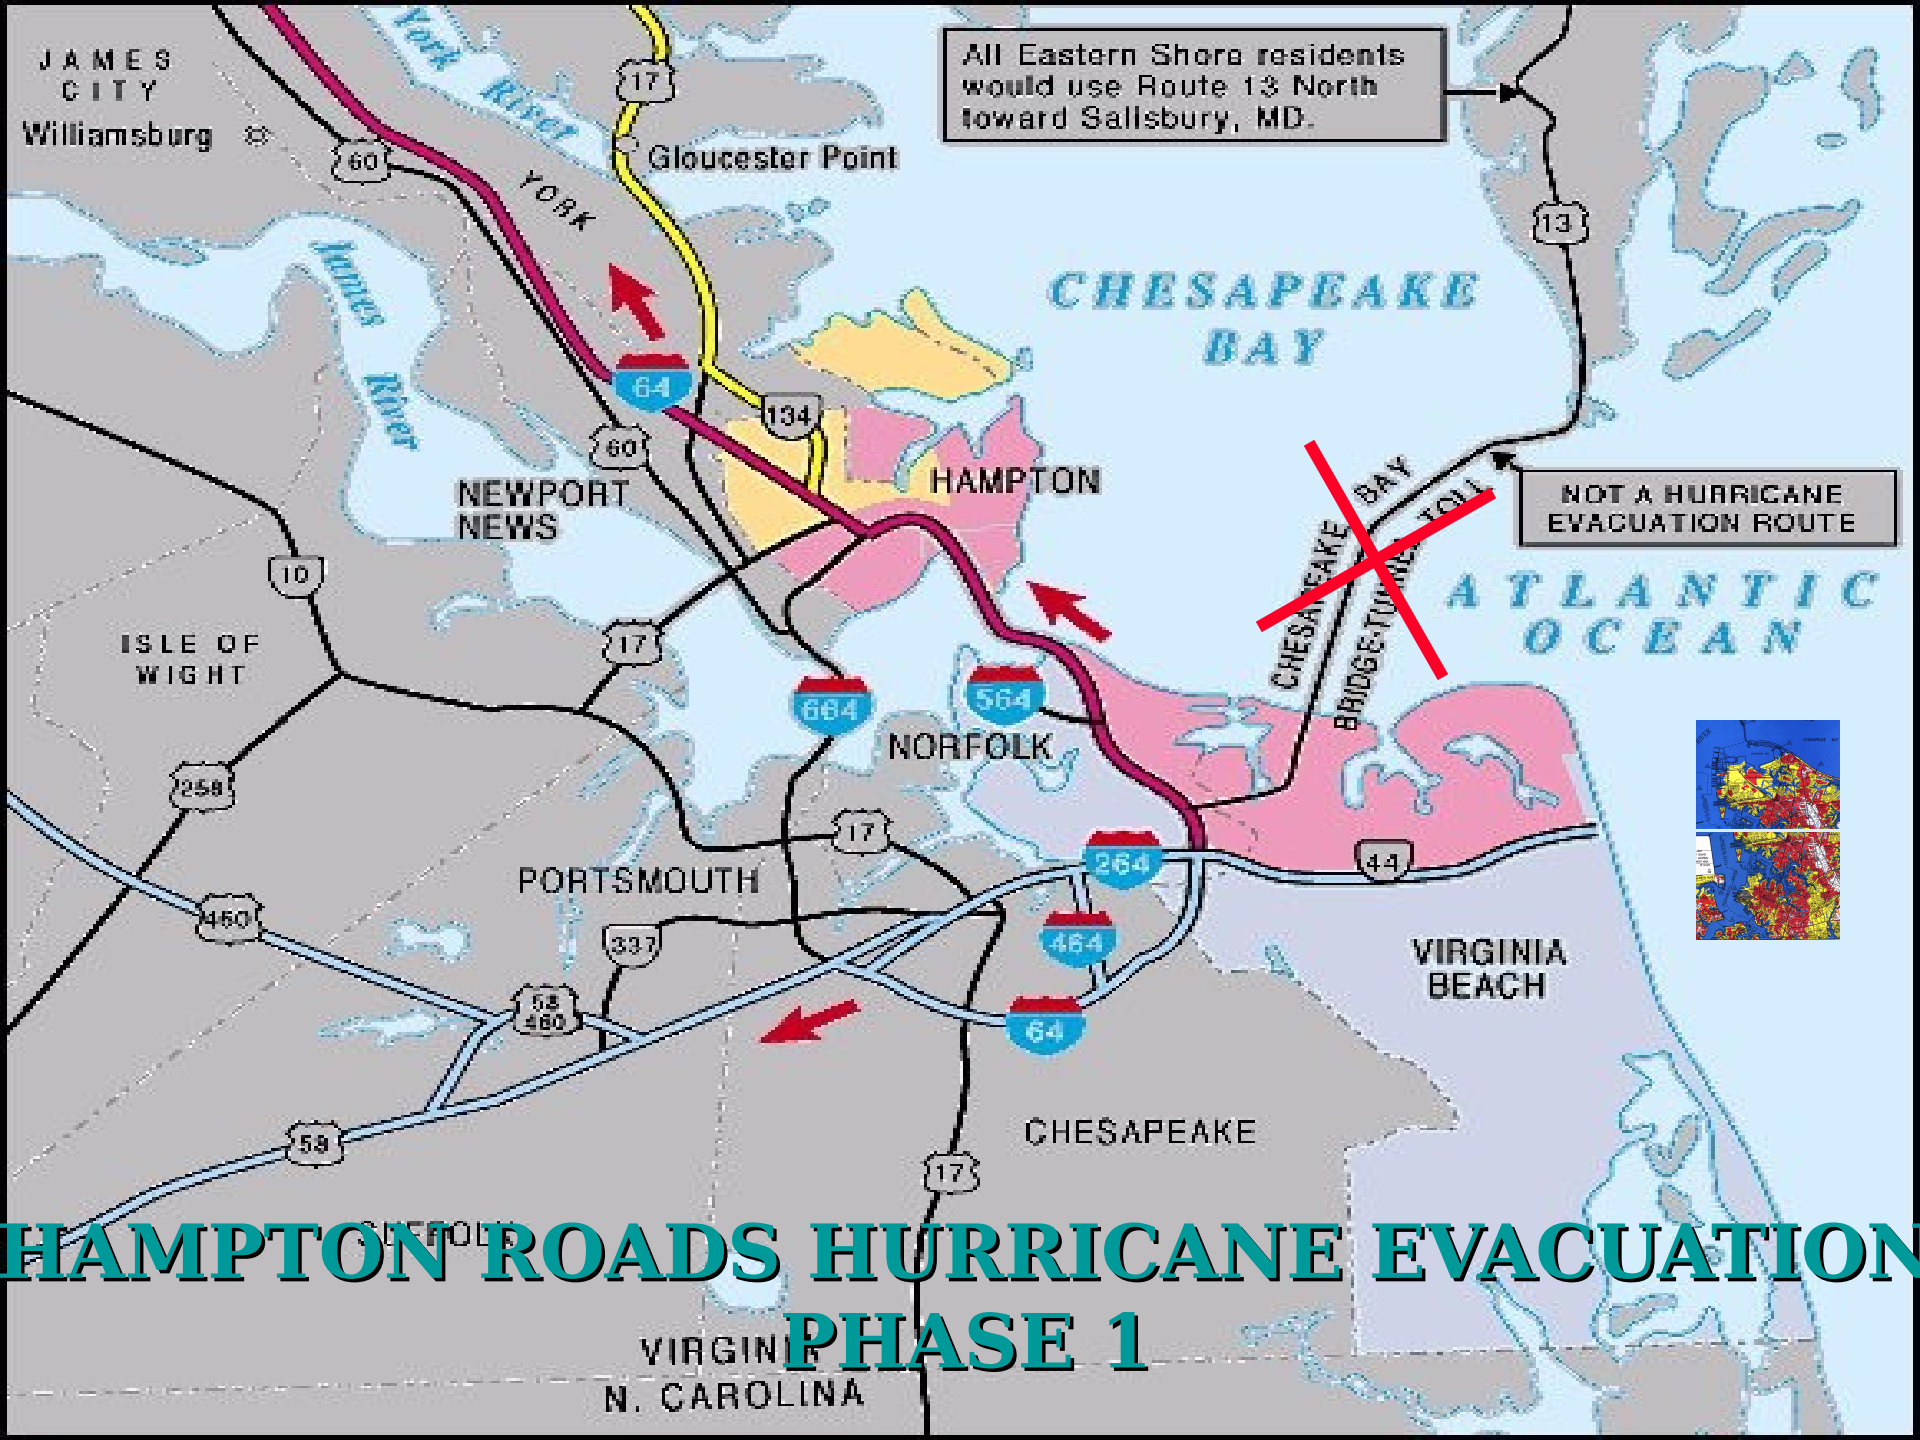 JAMES
CITY
Williamsburg
York
River
17
Gloucester Point
All Eastern Shore residents
would use Route 13 North
toward Salisbury, MD.
60
YORK
13
James
River
CHESAPEAKE
BAY
64
134
60
HAMPTON
NEWPORT
NEWS
CHESAPEAKE BAY
BRIDGE-TUNNEL TOLL
NOT A HURRICANE
EVACUATION ROUTE
10
ATLANTIC
OCEAN
ISLE OF
WIGHT
17
664
564
NORFOLK
258
17
264
44
PORTSMOUTH
460
337
464
VIRGINIA
BEACH
58
460
64
58
CHESAPEAKE
17
SUFFOLK
HAMPTON ROADS HURRICANE EVACUATION
PHASE 1
VIRGINIA
N. CAROLINA